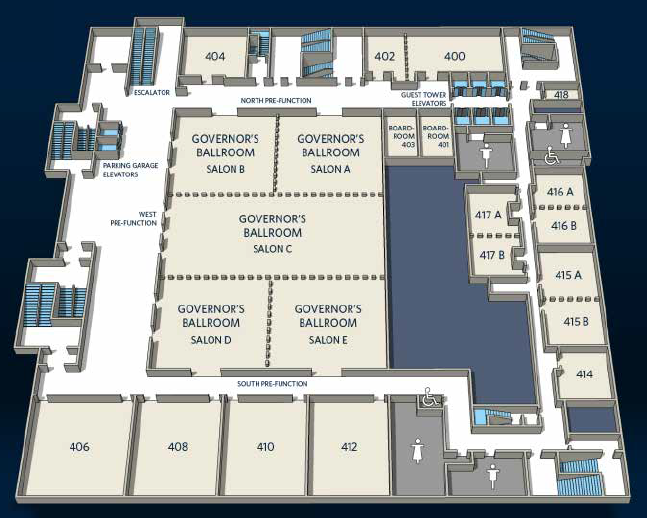 404
402
400
ESCALATOR
NORTH PRE-FUNCTION
GUEST TOWER
ELEVATORS
418
GOVERNOR'S
BALLROOM
SALON B
GOVERNOR'S
BALLROOM
SALON A
BOARD-
ROOM
403
BOARD-
ROOM
401
PARKING GARAGE
ELEVATORS
416 A
WEST
PRE-FUNCTION
GOVERNOR'S
BALLROOM
SALON C
417 A
416 B
417 B
415 A
GOVERNOR'S
BALLROOM
SALON D
GOVERNOR'S
BALLROOM
SALON E
415 B
414
SOUTH PRE-FUNCTION
406
408
410
412